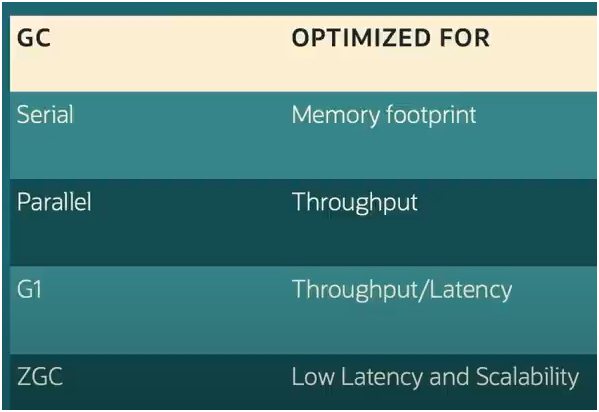 GC OPTIMIZED FOR
Serial Memory footprint
Parallel Throughput
G1 Throughput/Latency
ZGC Low Latency and Scalability